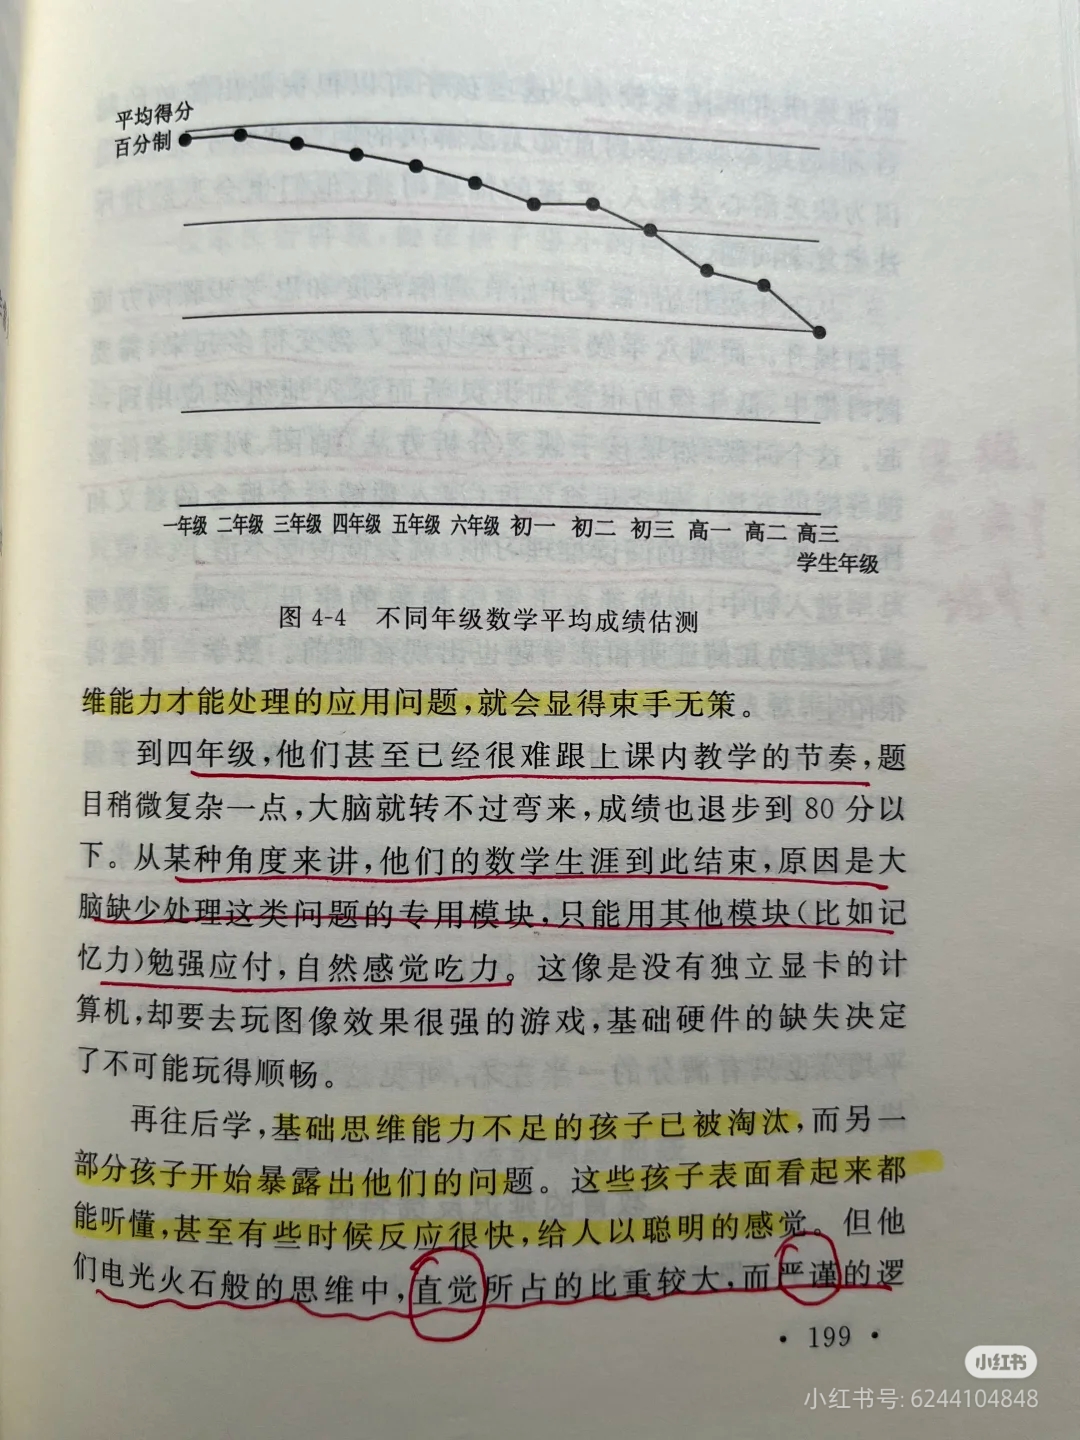 平均得分
百分制
一年级 二年级 三年级 四年级 五年级 六年级 初一 初二 初三 高一 高二 高三
学生年级
图 4-4 不同年级数学平均成绩估测
维能力才能处理的应用问题,就会显得束手无策。
到四年级,他们甚至已经很难跟上课内教学的节奏,题
目稍微复杂一点,大脑就转不过弯来,成绩也退步到 80 分以
下。从某种角度来讲,他们的数学生涯到此结束,原因是大
脑缺少处理这类问题的专用模块,只能用其他模块(比如记
忆力)勉强应付,自然感觉吃力。这像是没有独立显卡的计
算机,却要去玩图像效果很强的游戏,基础硬件的缺失决定
了不可能玩得顺畅。
再往后学,基础思维能力不足的孩子已被淘汰,而另一
部分孩子开始暴露出他们的问题。这些孩子表面看起来都
能听懂,甚至有些时候反应很快,给人以聪明的感觉。但他
们电光火石般的思维中,直觉所占的比重较大,而严谨的逻
• 199 •
小红书
小红书号: 6244104848